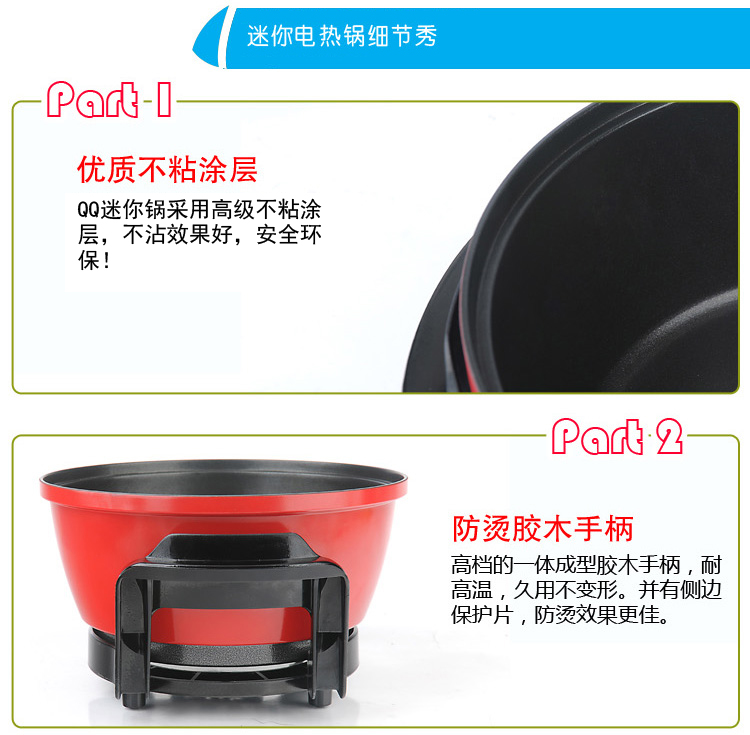 迷你电热锅细节秀
Part 1
优质不粘涂层
QQ迷你锅采用高级不粘涂
层，不沾效果好，安全环
保！
Part 2
防烫胶木手柄
高档的一体成型胶木手柄，耐
高温，久用不变形。并有侧边
保护片，防烫效果更佳。